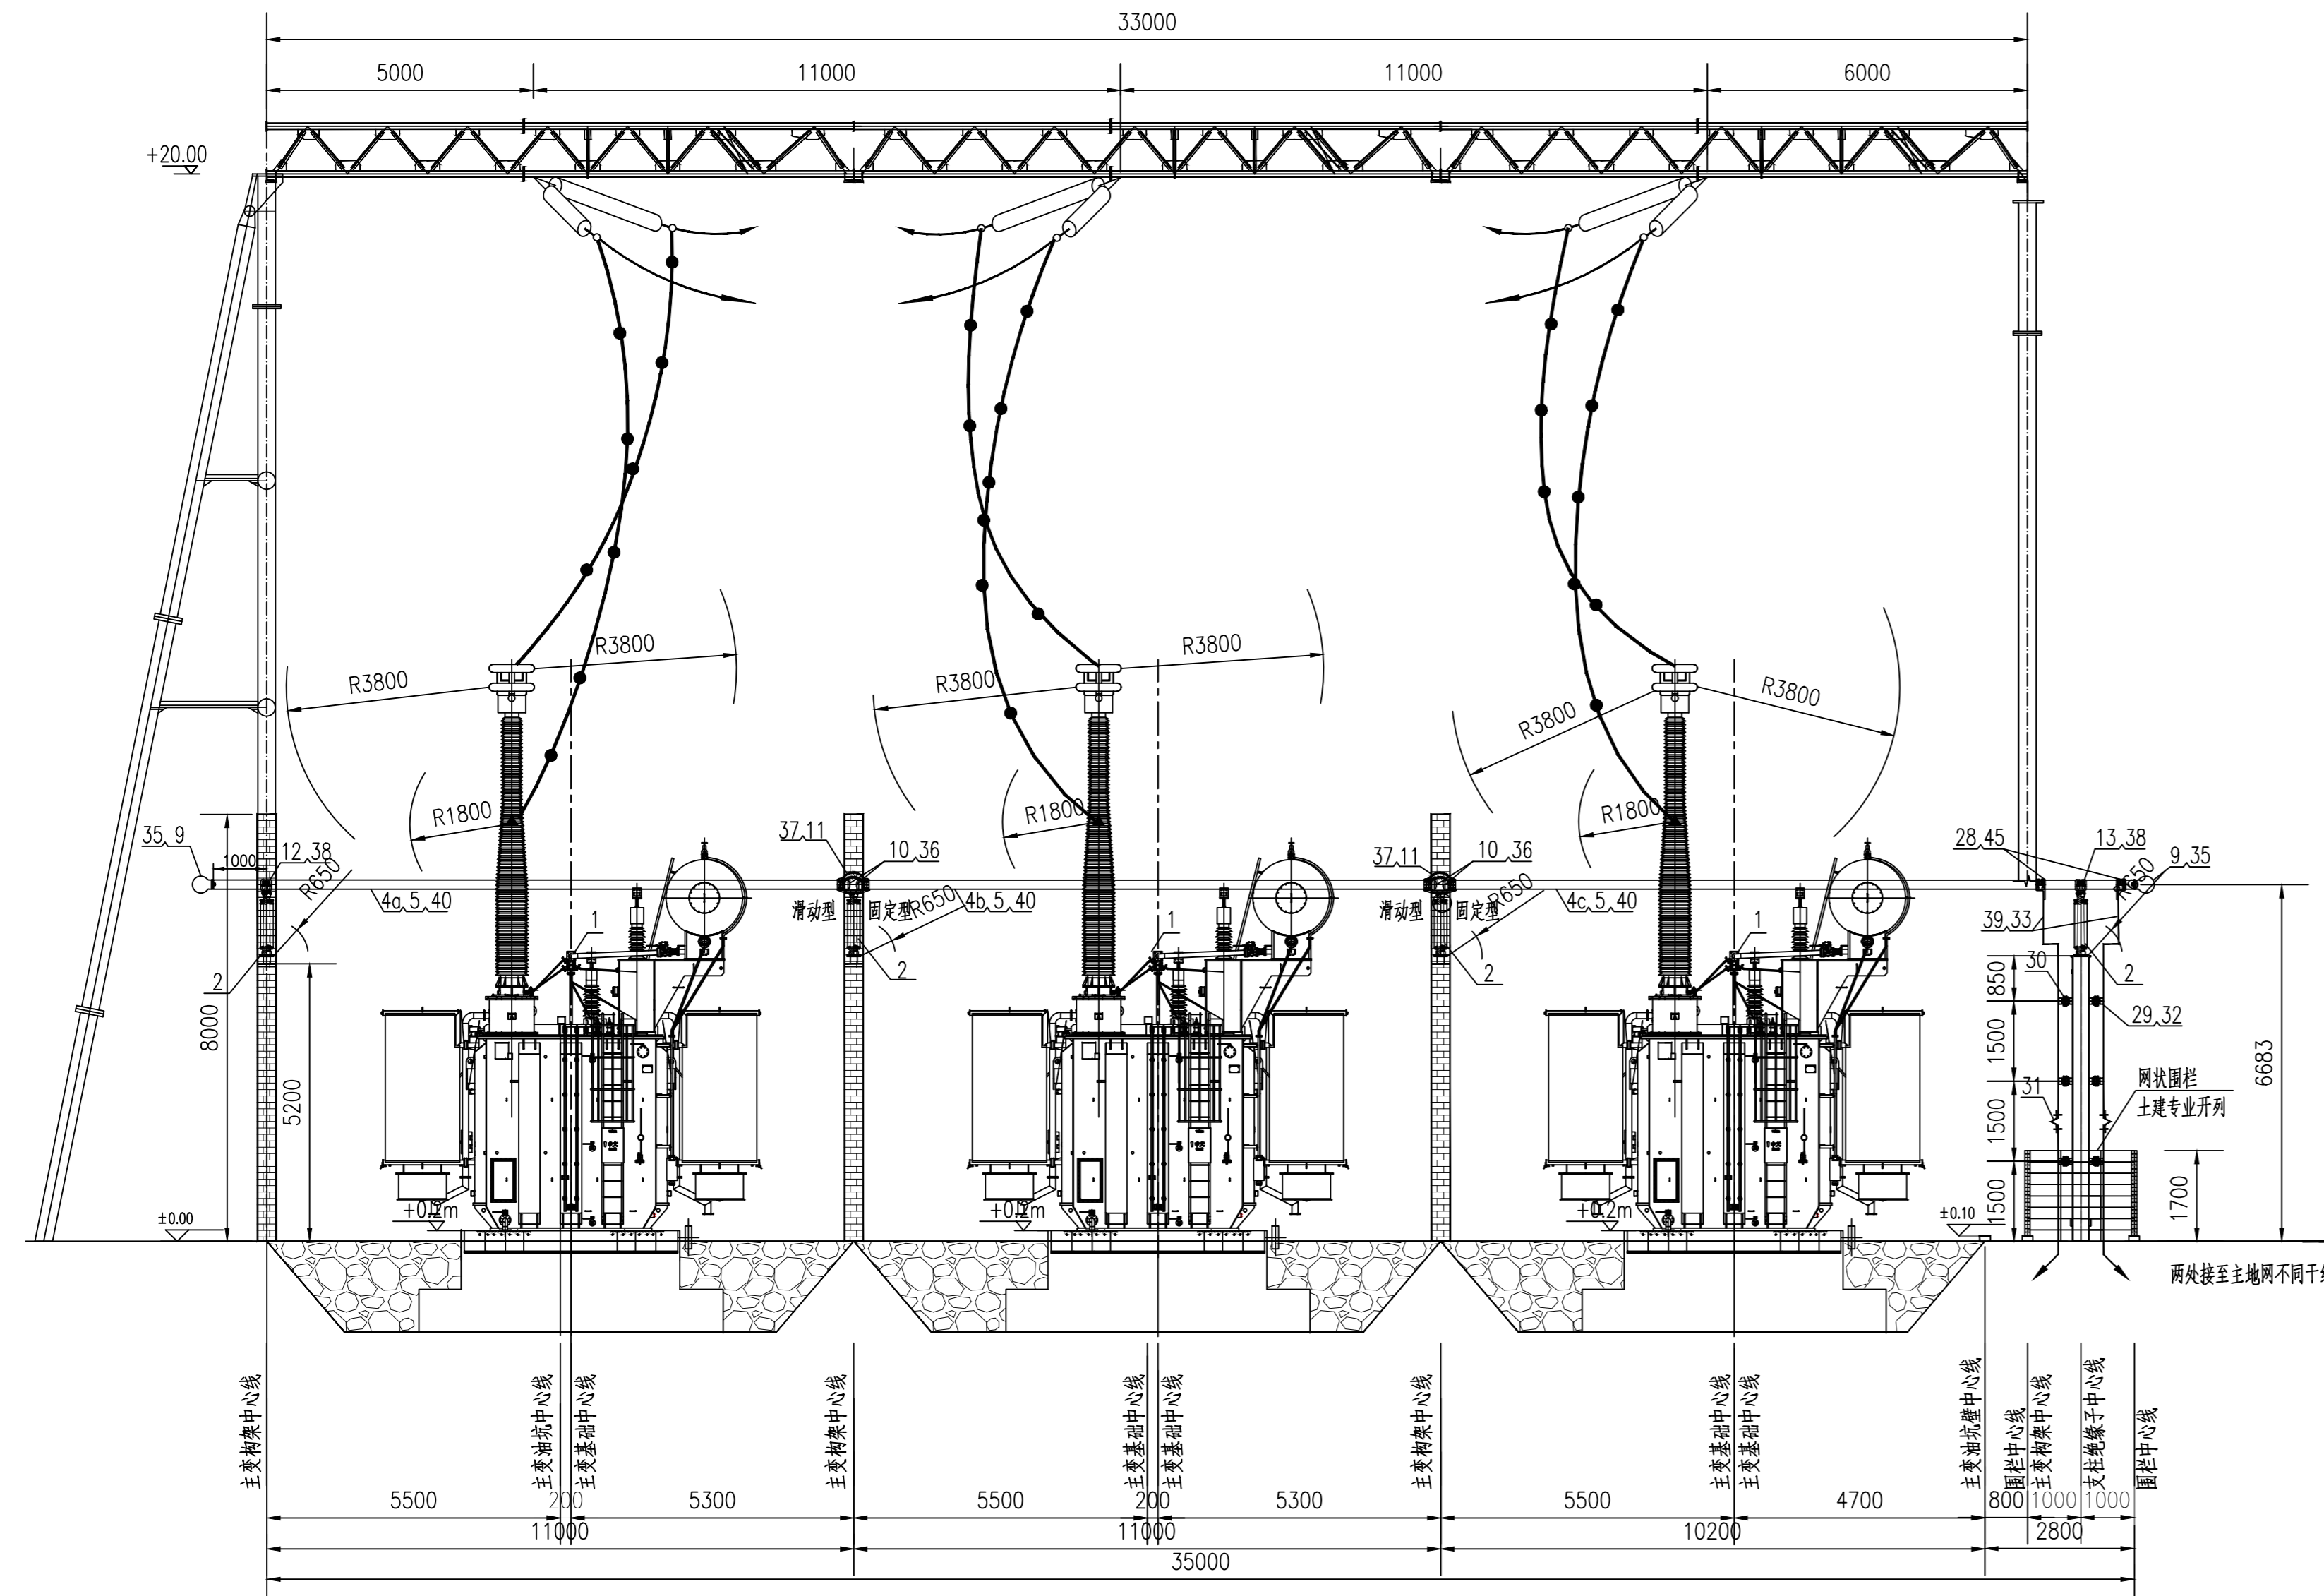 33000
5000
11000
11000
6000
+20.00
R3800
R3800
R3800
R3800
R3800
R3800
R1800
R1800
R1800
35、9
1000
12、38
R650
37、11
10、36
37、11
10、36
28、45
13、38
9、35
R650
4a、5、40
滑动型
固定型
R650
4b、5、40
滑动型
固定型
R650
4c、5、40
39、33
1
1
1
2
2
2
2
30
850
29、32
8000
5200
1500
6683
31
1500
网状围栏
土建专业开列
1500
1700
±0.00
+0.2m
+0.2m
+0.2m
±0.10
两处接至主地网不同干
主变构架中心线
主变油坑中心线
主变基础中心线
主变构架中心线
主变基础中心线
主变基础中心线
主变构架中心线
主变基础中心线
主变基础中心线
主变油坑壁中心线
围栏中心线
主变构架中心线
支柱绝缘子中心线
围栏中心线
5500
200
5300
5500
200
5300
5500
4700
800
1000
1000
11000
11000
10200
2800
35000